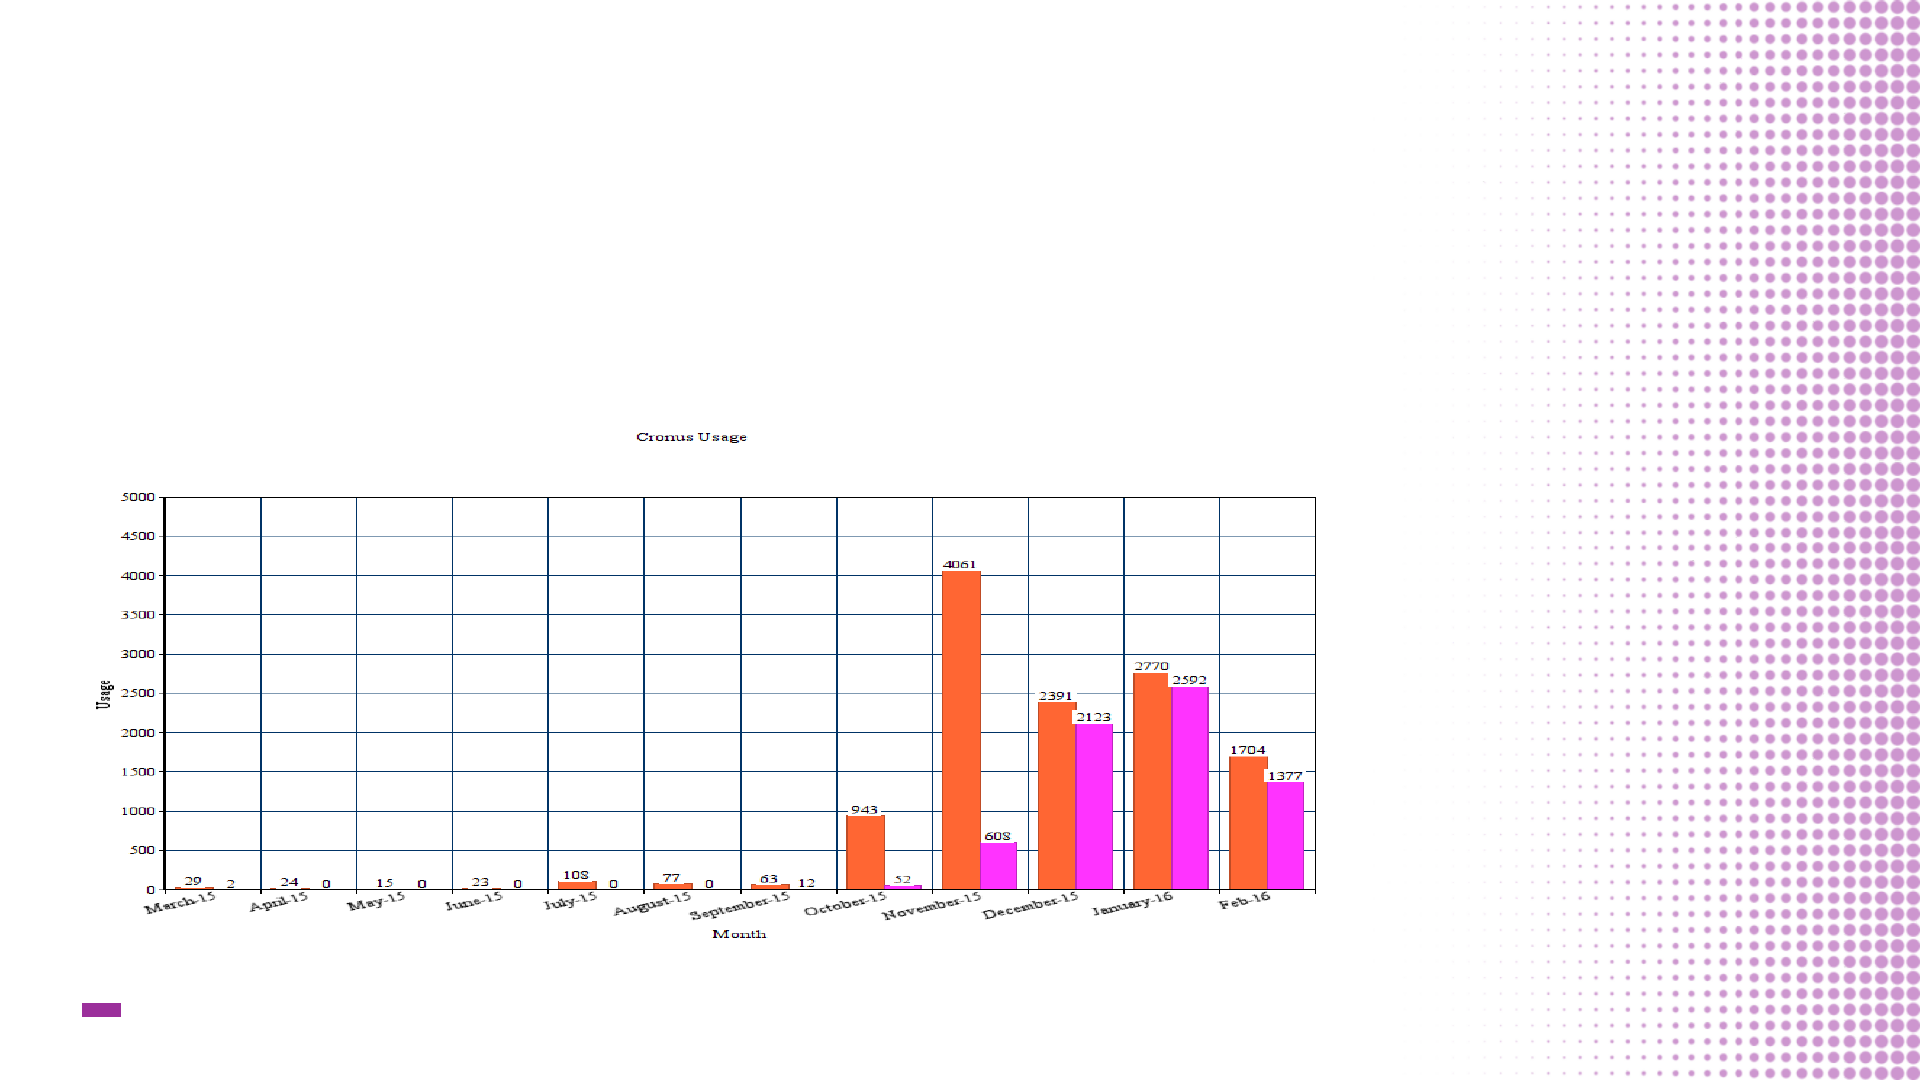 Cronus Usage
5000
4500
4000
3500
3000
2500
2000
1500
1000
500
0
Usage
29 2 24 0 15 0 23 0 108 0 77 0 63 12 943 52 4061 608 2391 2123 2770 2592 1704 1377
March-15 April-15 May-15 June-15 July-15 August-15 September-15 October-15 November-15 December-15 January-16 Feb-16
Month